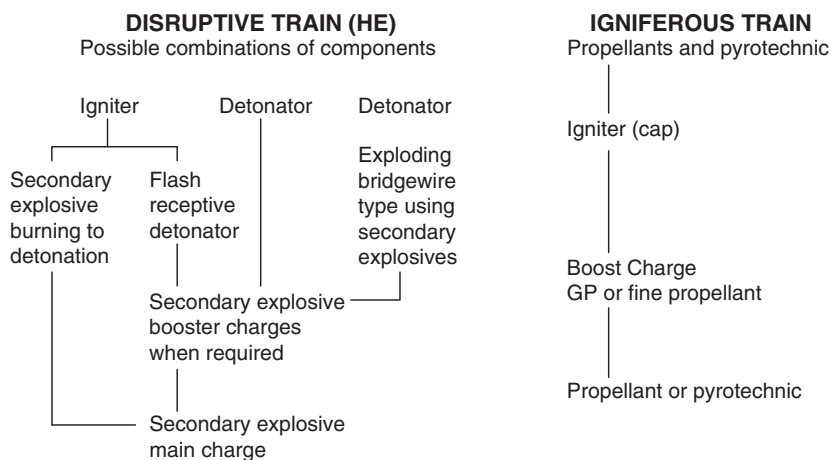 DISRUPTIVE TRAIN (HE)
Possible combinations of components
Igniter
Detonator
Detonator
Secondary
explosive
burning to
detonation
Flash
receptive
detonator
Exploding
bridgewire
type using
secondary
explosives
Secondary explosive
booster charges
when required
Secondary explosive
main charge
IGNIFEROUS TRAIN
Propellants and pyrotechnic
Igniter (cap)
Boost Charge
GP or fine propellant
Propellant or pyrotechnic